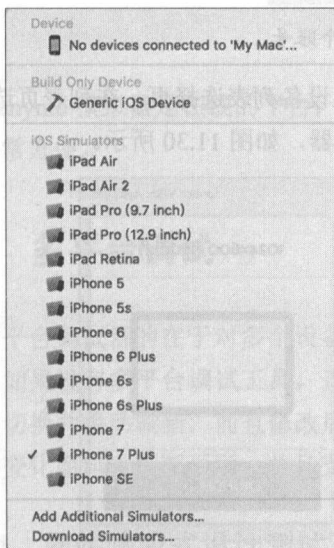 Device
No devices connected to 'My Mac'...
Build Only Device
Generic iOS Device
iOS Simulators
iPad Air
iPad Air 2
iPad Pro (9.7 inch)
iPad Pro (12.9 inch)
iPad Retina
iPhone 5
iPhone 5s
iPhone 6
iPhone 6 Plus
iPhone 6s
iPhone 6s Plus
iPhone 7
iPhone 7 Plus
iPhone SE
Add Additional Simulators...
Download Simulators...